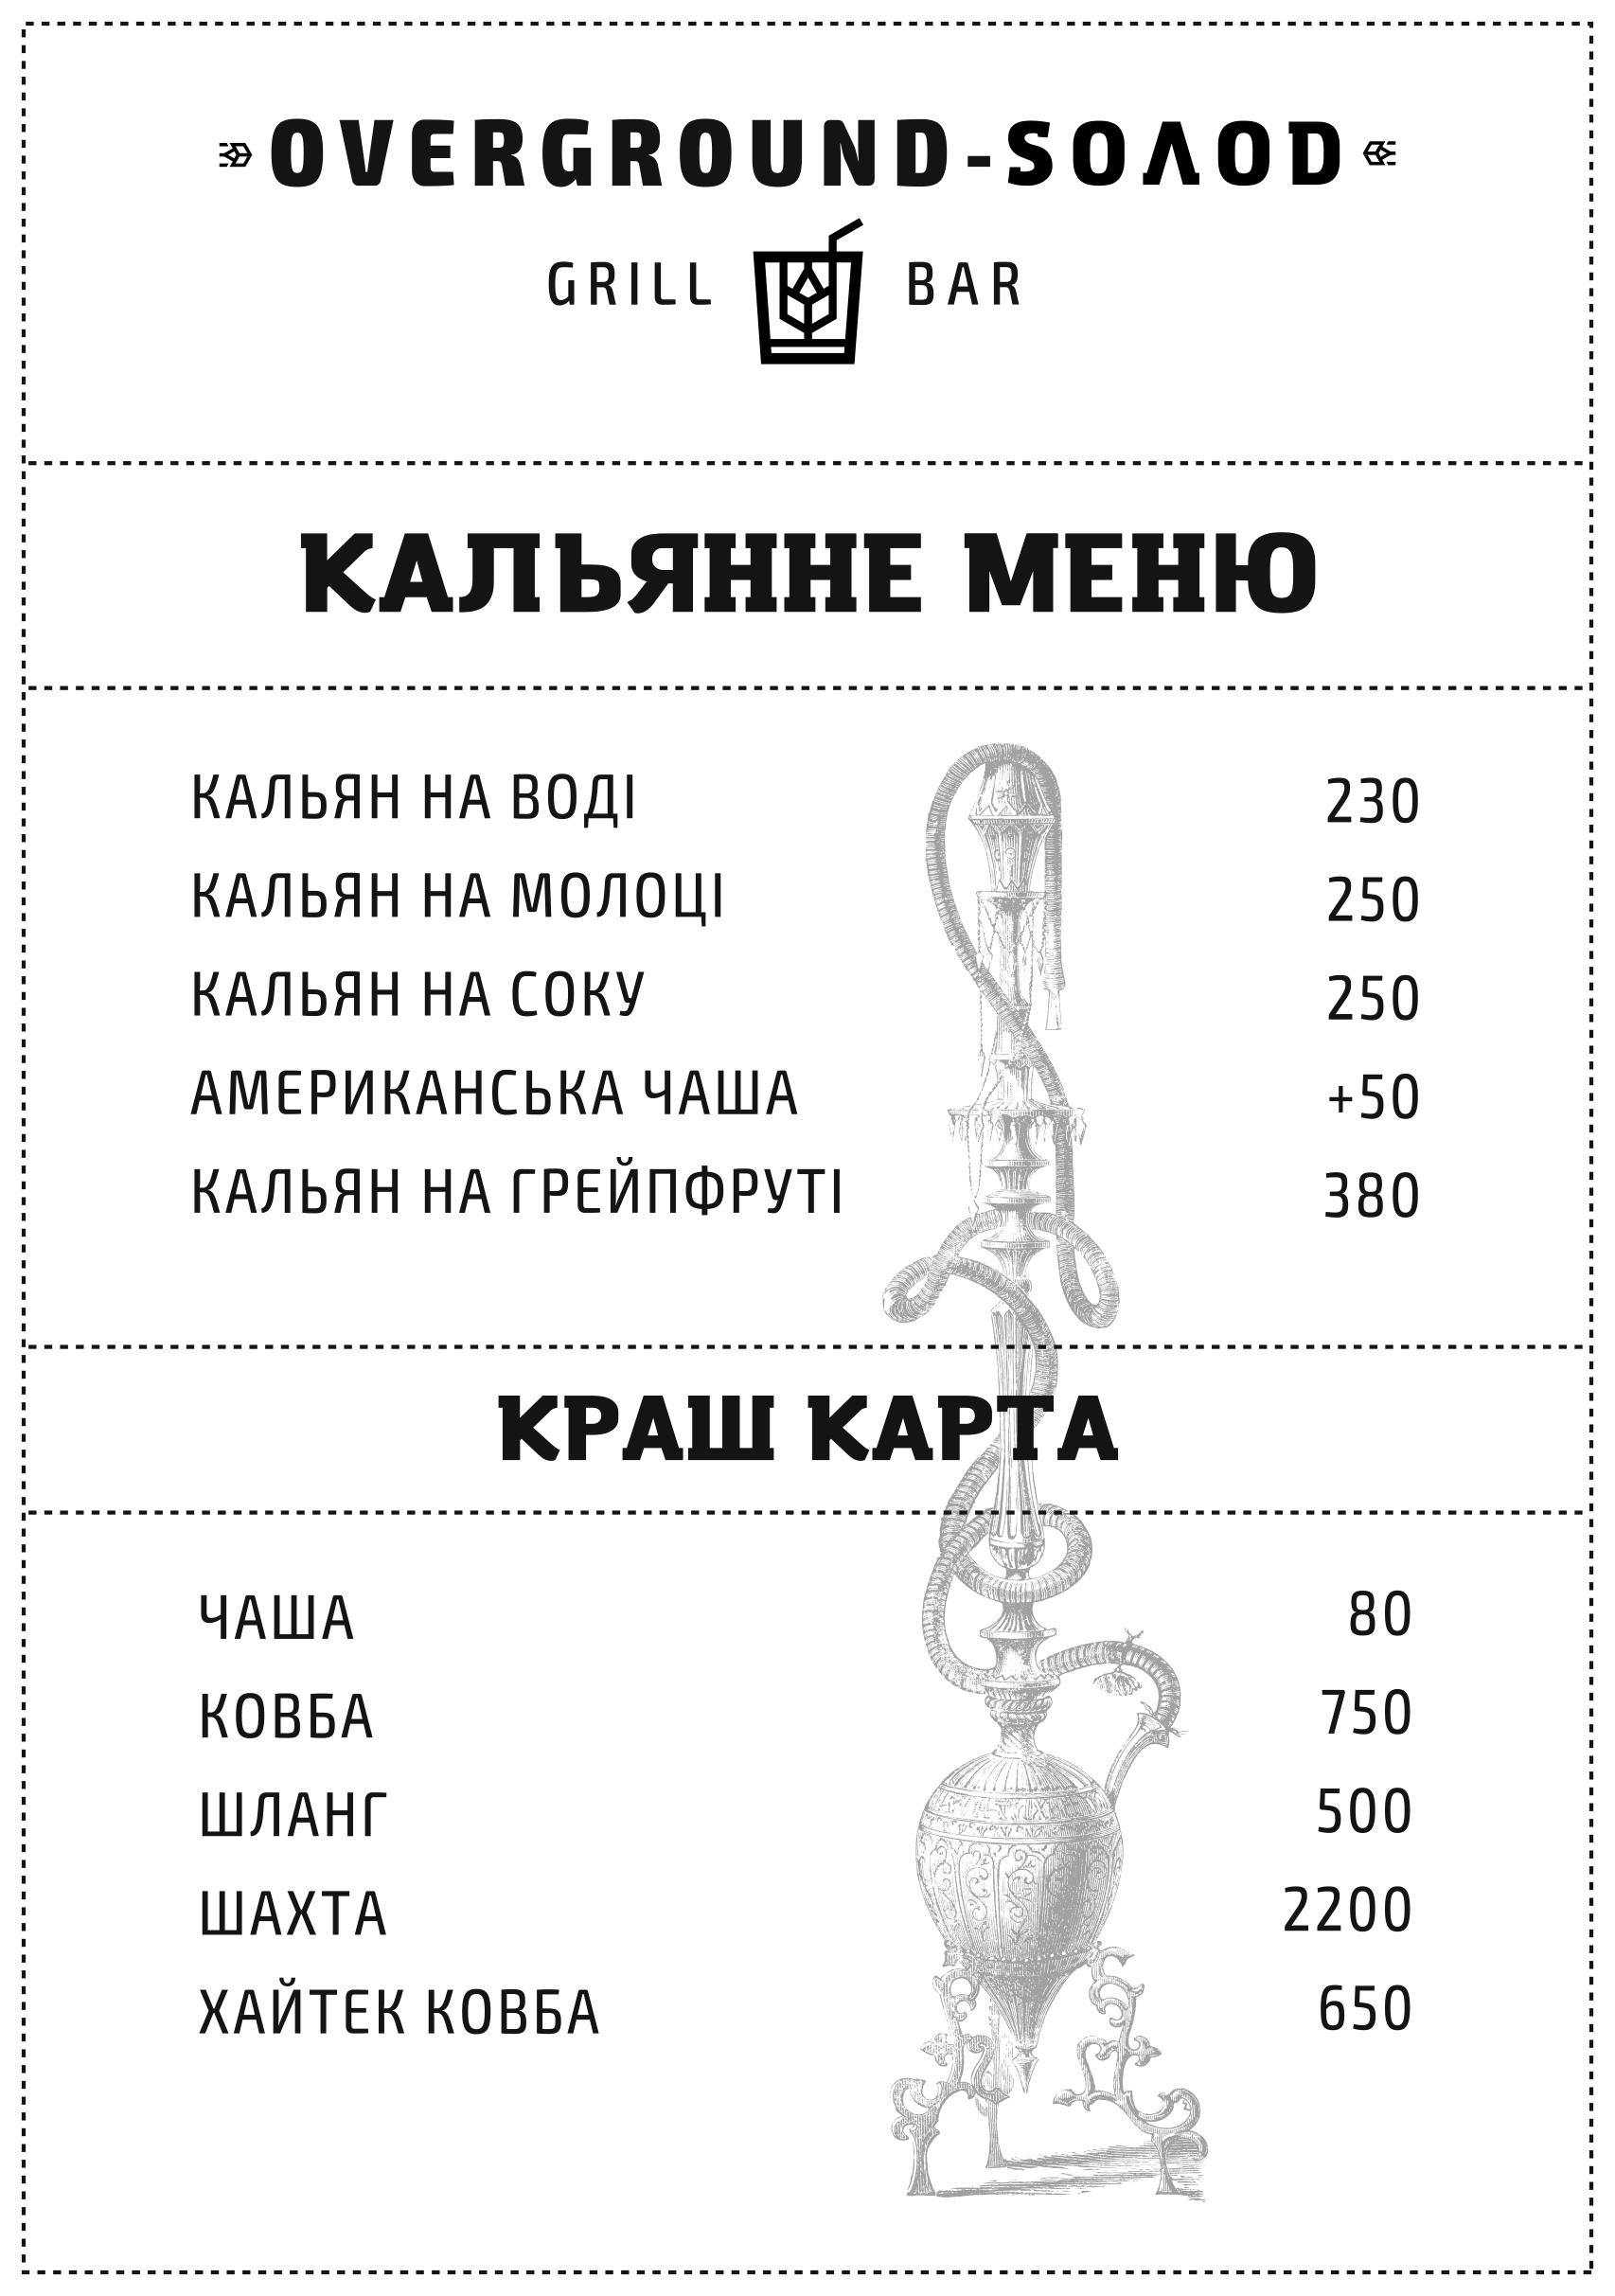 OVERGROUND-SОЛОD
GRILL BAR
КАЛЬЯННЕ МЕНЮ
КАЛЬЯН НА ВОДІ 230
КАЛЬЯН НА МОЛОЦІ 250
КАЛЬЯН НА СОКУ 250
АМЕРИКАНСЬКА ЧАША +50
КАЛЬЯН НА ГРЕЙПФРУТІ 380
КРАШ КАРТА
ЧАША 80
КОВБА 750
ШЛАНГ 500
ШАХТА 2200
ХАЙТЕК КОВБА 650